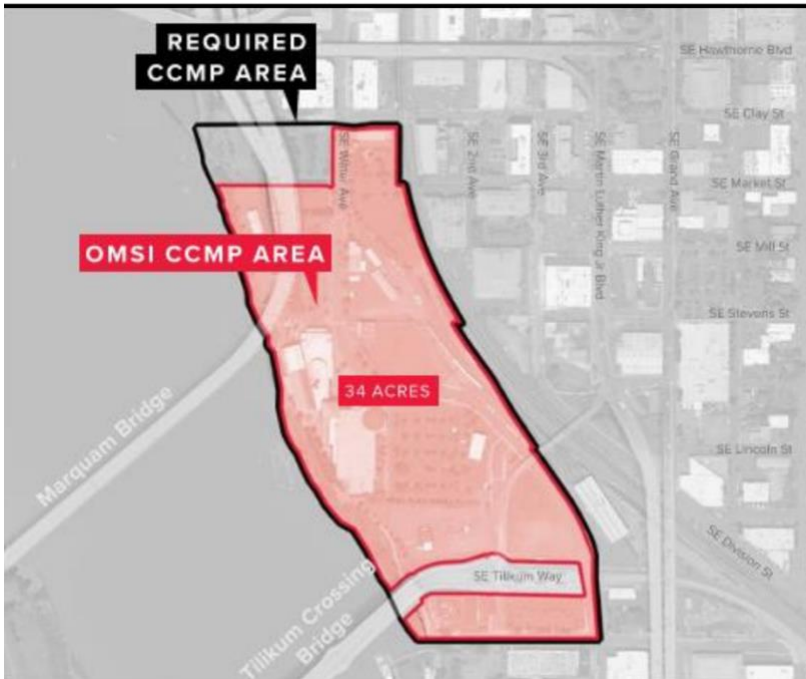 REQUIRED
CCMP AREA
SE Hawthorne Blvd
SE Clay St
SE Water Ave
SE 2nd Ave
SE 3rd Ave
SE Martin Luther King Jr Blvd
SE Grand Ave
SE Market St
OMSI CCMP AREA
SE Mill St
SE Stevens St
34 ACRES
Marquam Bridge
SE Lincoln St
SE Division St
SE Tilikum Way
Tilikum Crossing
Bridge